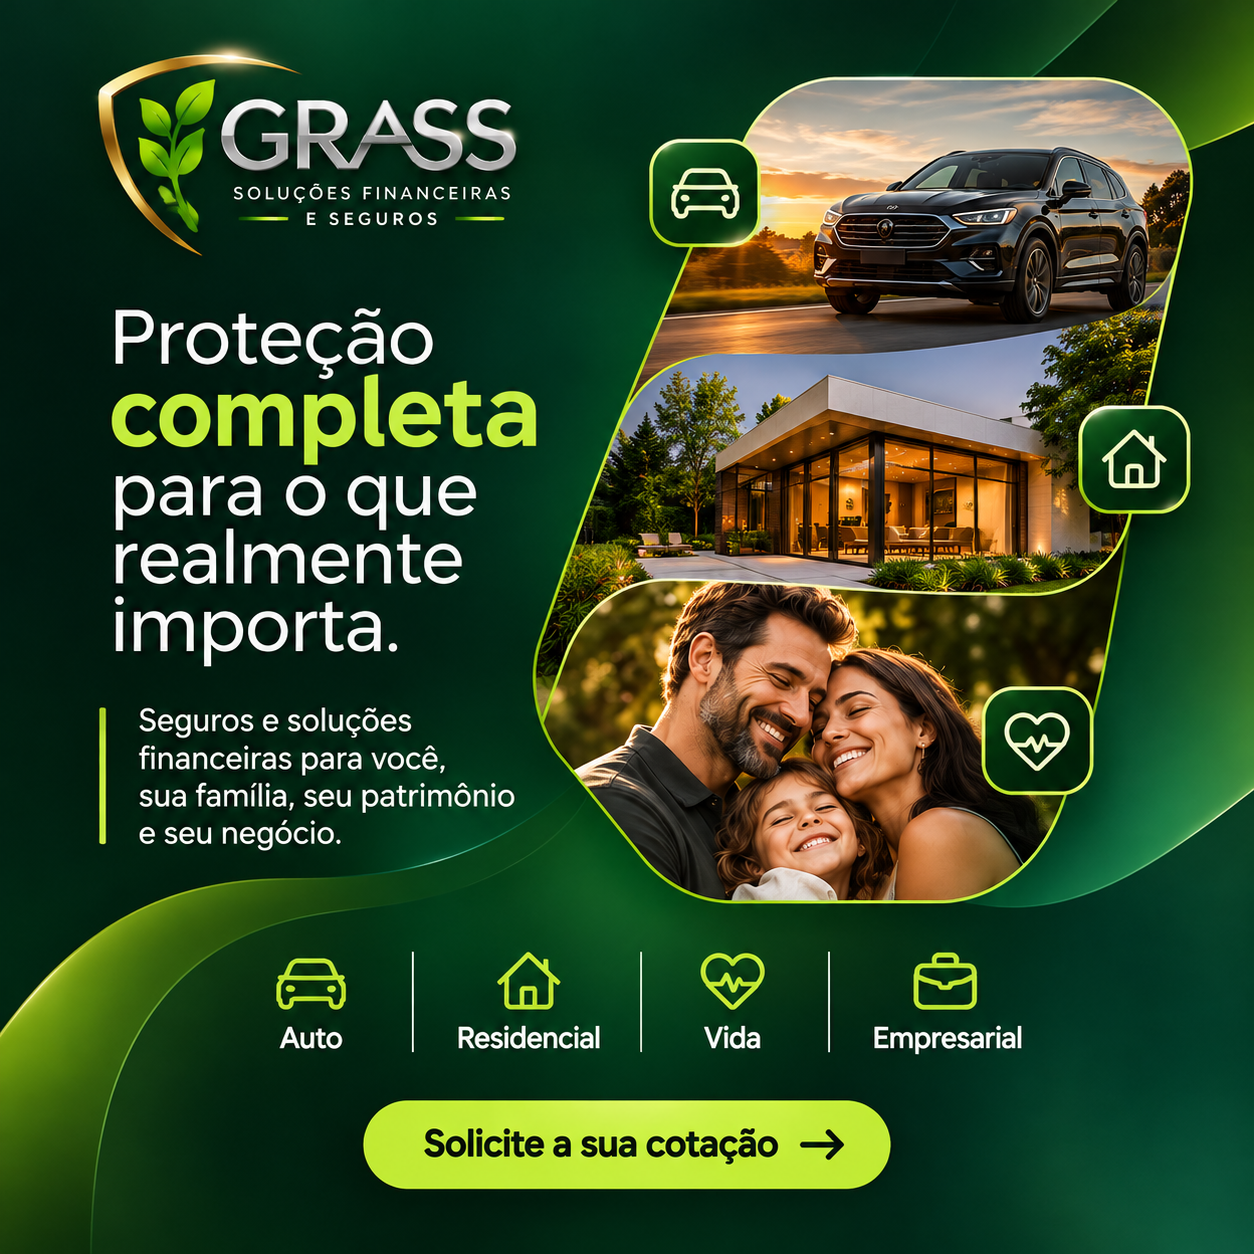 GRASS
SOLUÇÕES FINANCEIRAS
E SEGUROS
Proteção
completa
para o que
realmente
importa.
Seguros e soluções
financeiras para você,
sua família, seu patrimônio
e seu negócio.
Auto
Residencial
Vida
Empresarial
Solicite a sua cotação